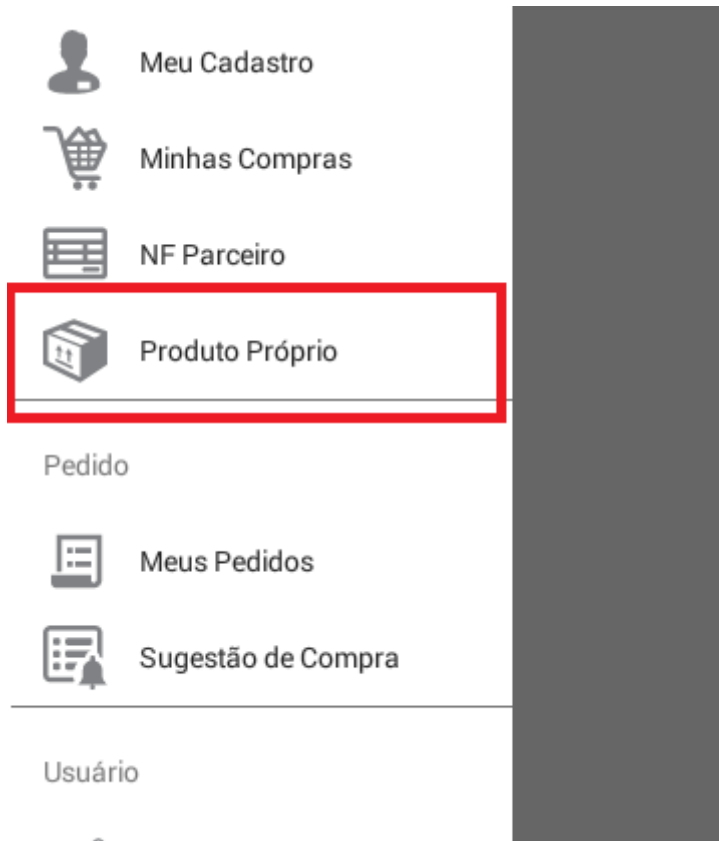 Meu Cadastro
Minhas Compras
NF Parceiro
Produto Próprio
Pedido
Meus Pedidos
Sugestão de Compra
Usuário